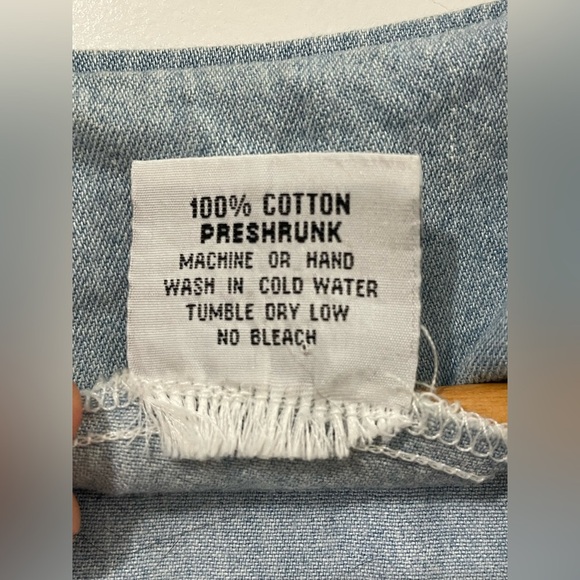 100% COTTON
PRESHRUNK
MACHINE OR HAND
WASH IN COLD WATER
TUMBLE DRY LOW
NO BLEACH